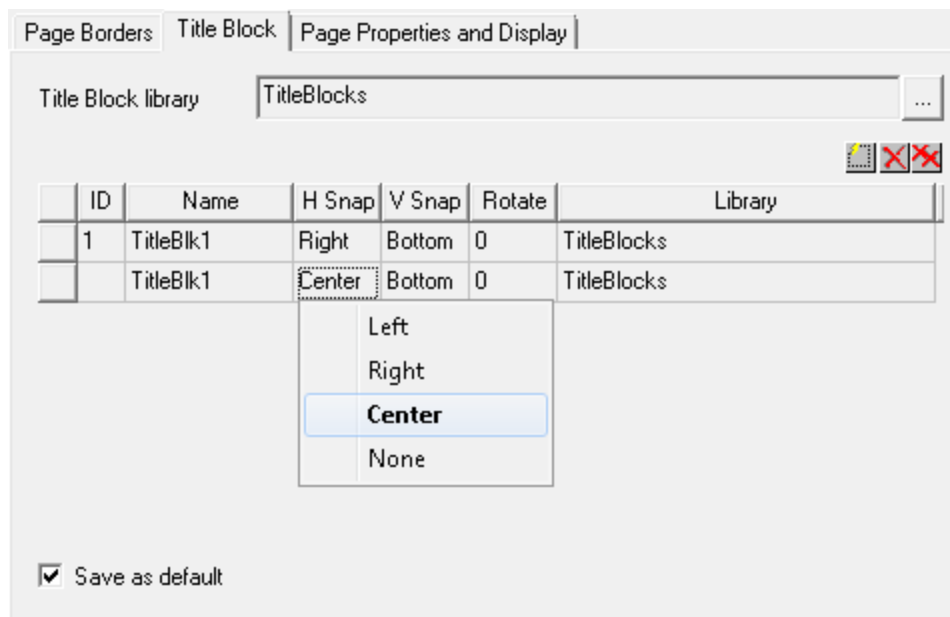 Page Borders Title Block Page Properties and Display
Title Block library TitleBlocks ...
ID Name H Snap V Snap Rotate Library
1 TitleBlk1 Right Bottom 0 TitleBlocks
TitleBlk1 Center Bottom 0 TitleBlocks
Left
Right
Center
None
Save as default